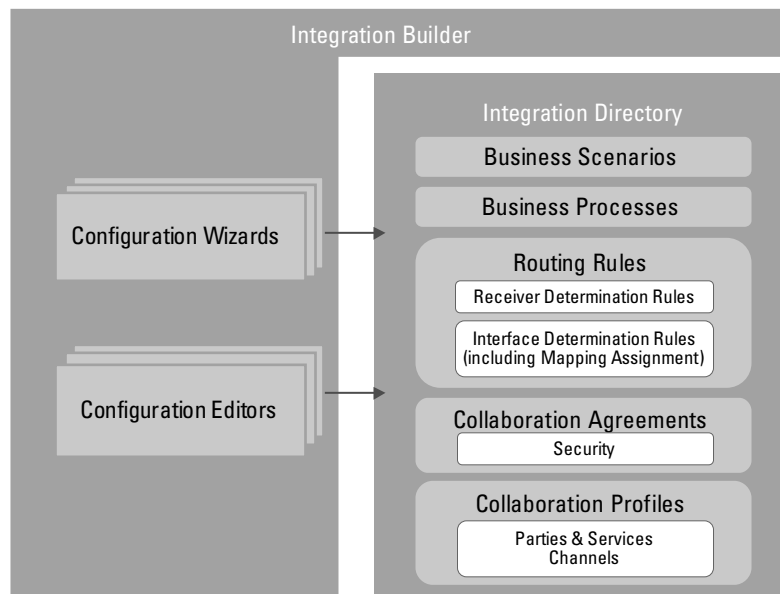 Integration Builder
Integration Directory
Business Scenarios
Business Processes
Configuration Wizards
Routing Rules
Receiver Determination Rules
Interface Determination Rules
(including Mapping Assignment)
Configuration Editors
Collaboration Agreements
Security
Collaboration Profiles
Parties & Services
Channels